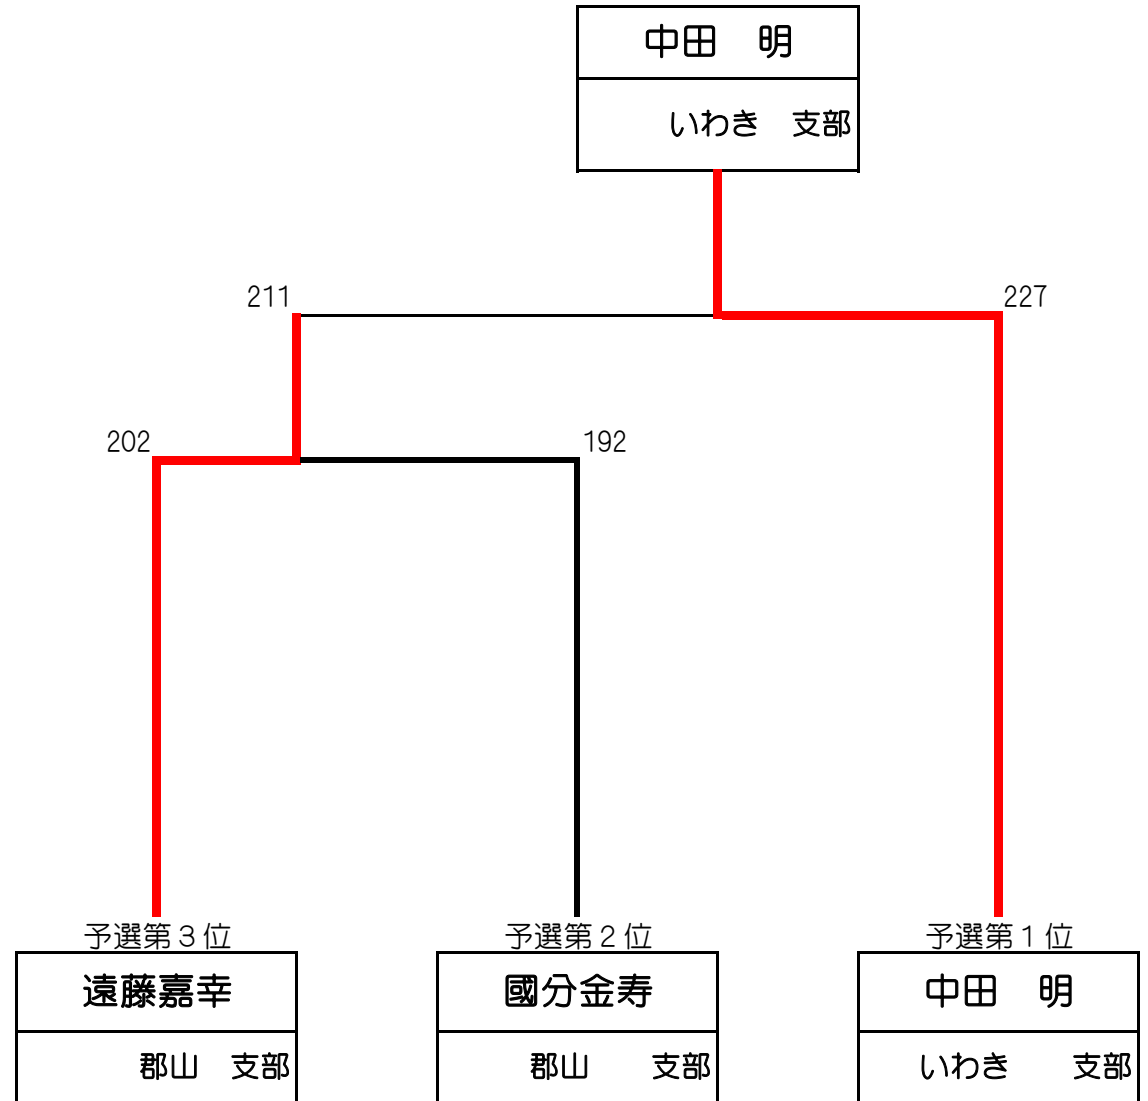 中田　明
いわき　支部
211
227
202
192
予選第３位
予選第２位
予選第１位
遠藤嘉幸
國分金寿
中田　明
郡山　支部
郡山　　支部
いわき　　支部